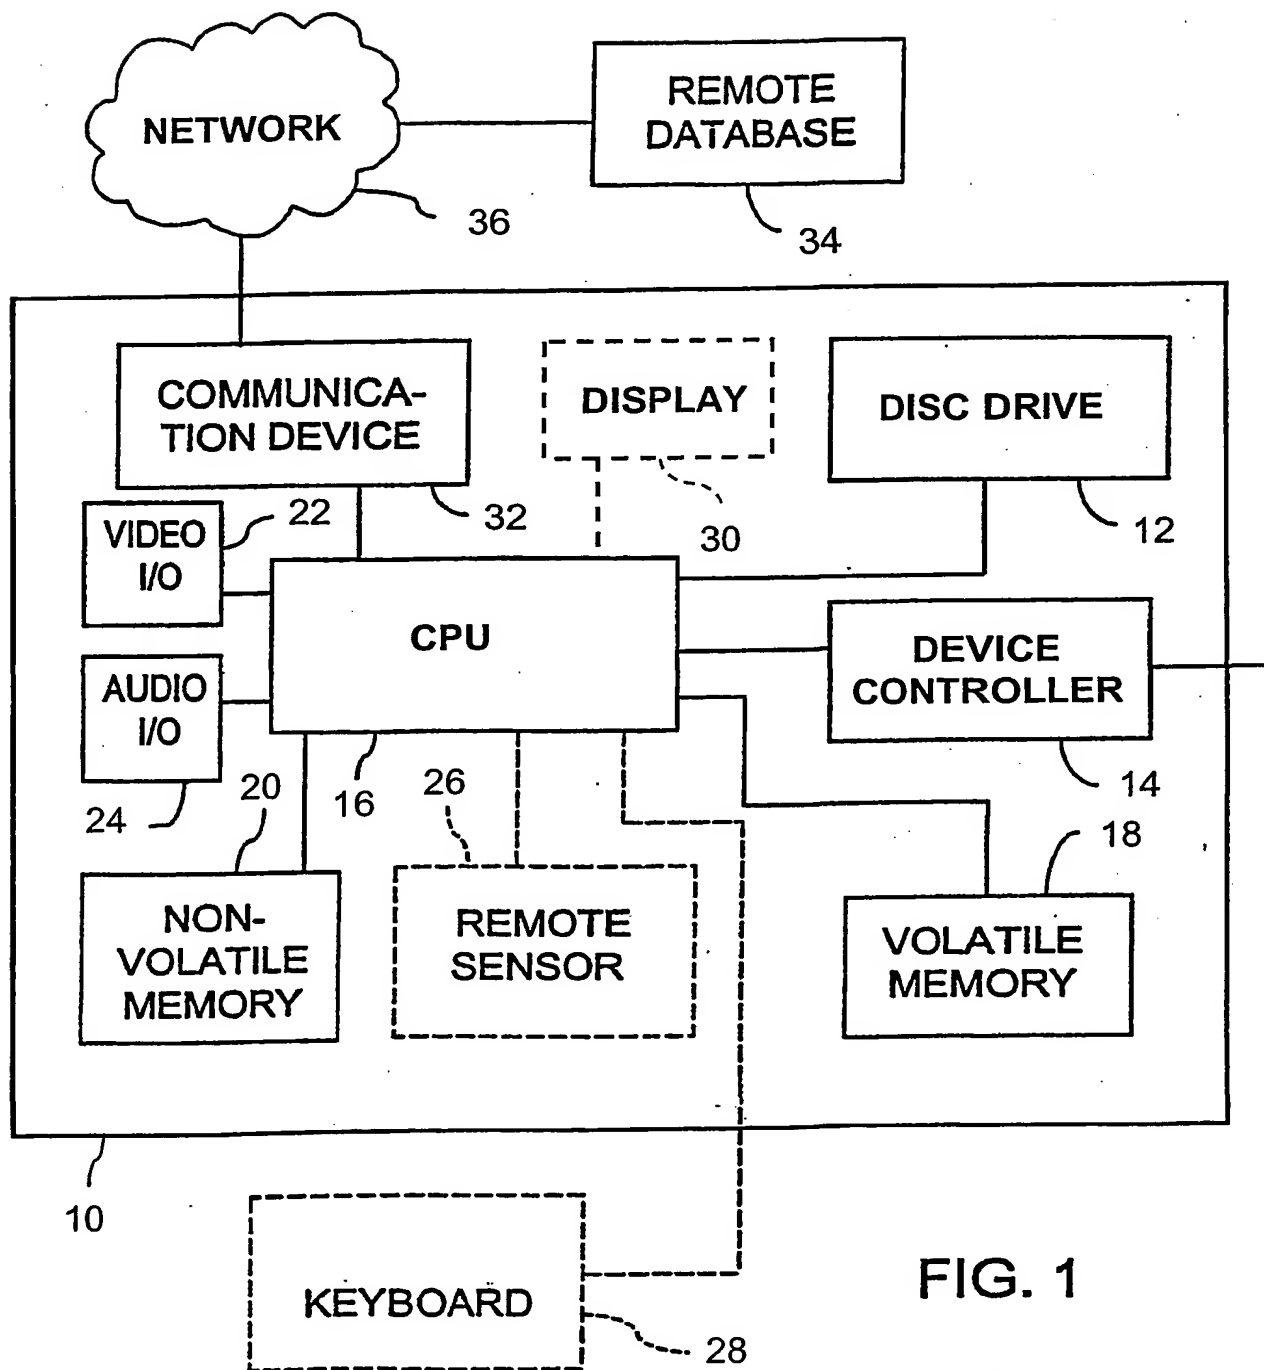 NETWORK
REMOTE
DATABASE
36
34
COMMUNICA-
TION DEVICE
DISPLAY
DISC DRIVE
32
30
12
VIDEO
I/O
22
CPU
DEVICE
CONTROLLER
AUDIO
I/O
24
20
16
26
14
18
NON-
VOLATILE
MEMORY
REMOTE
SENSOR
VOLATILE
MEMORY
10
KEYBOARD
28
FIG. 1